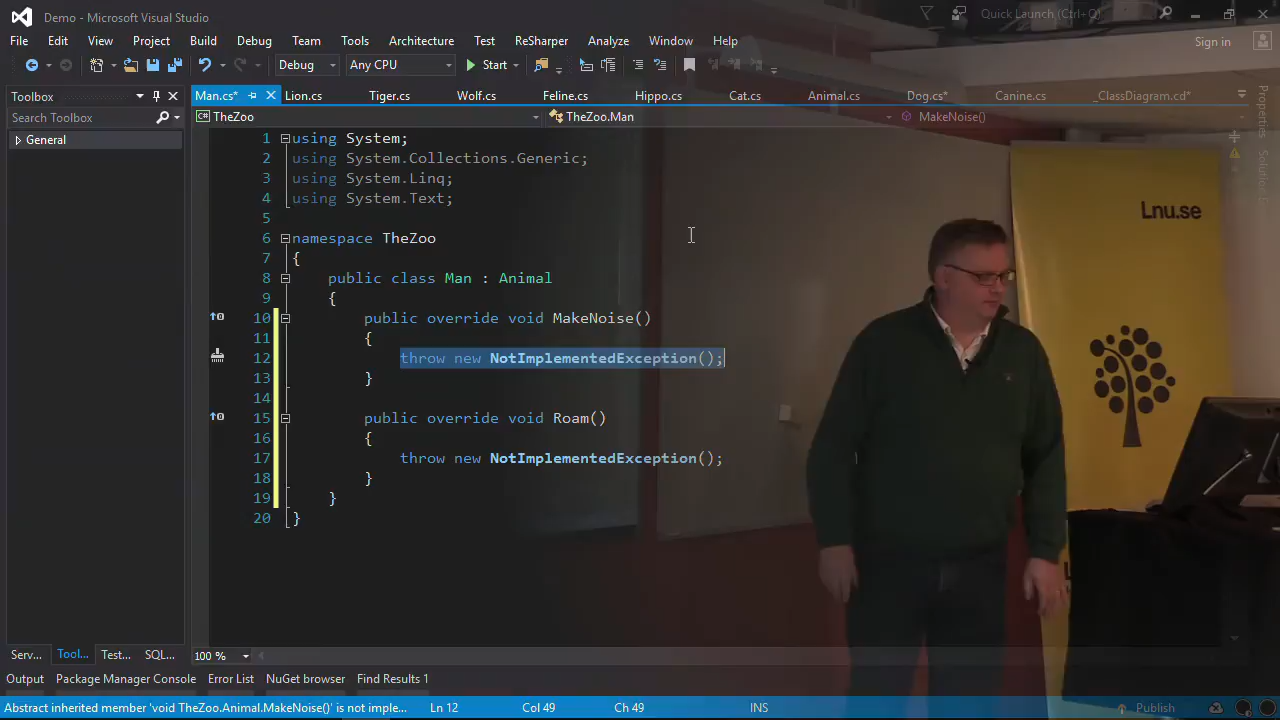 Demo - Microsoft Visual Studio
Quick Launch (Ctrl+Q)
File Edit View Project Build Debug Team Tools Architecture Test ReSharper Analyze Window Help
Sign in
Debug Any CPU Start
Toolbox
Search Toolbox
General
Man.cs* Lion.cs Tiger.cs Wolf.cs Feline.cs Hippo.cs Cat.cs Animal.cs Dog.cs* Canine.cs _ClassDiagram.cd*
TheZoo TheZoo.Man MakeNoise()
Properties
1 using System;
2 using System.Collections.Generic;
3 using System.Linq;
4 using System.Text;
5
6 namespace TheZoo
7 {
8 public class Man : Animal
9 {
10 public override void MakeNoise()
11 {
12 throw new NotImplementedException();
13 }
14
15 public override void Roam()
16 {
17 throw new NotImplementedException();
18 }
19 }
20 }
Lnu.se
Serv... Tool... Test... SQL...
100 %
Output Package Manager Console Error List NuGet browser Find Results 1
Abstract inherited member 'void TheZoo.Animal.MakeNoise()' is not imple... Ln 12 Col 49 Ch 49 INS Publish